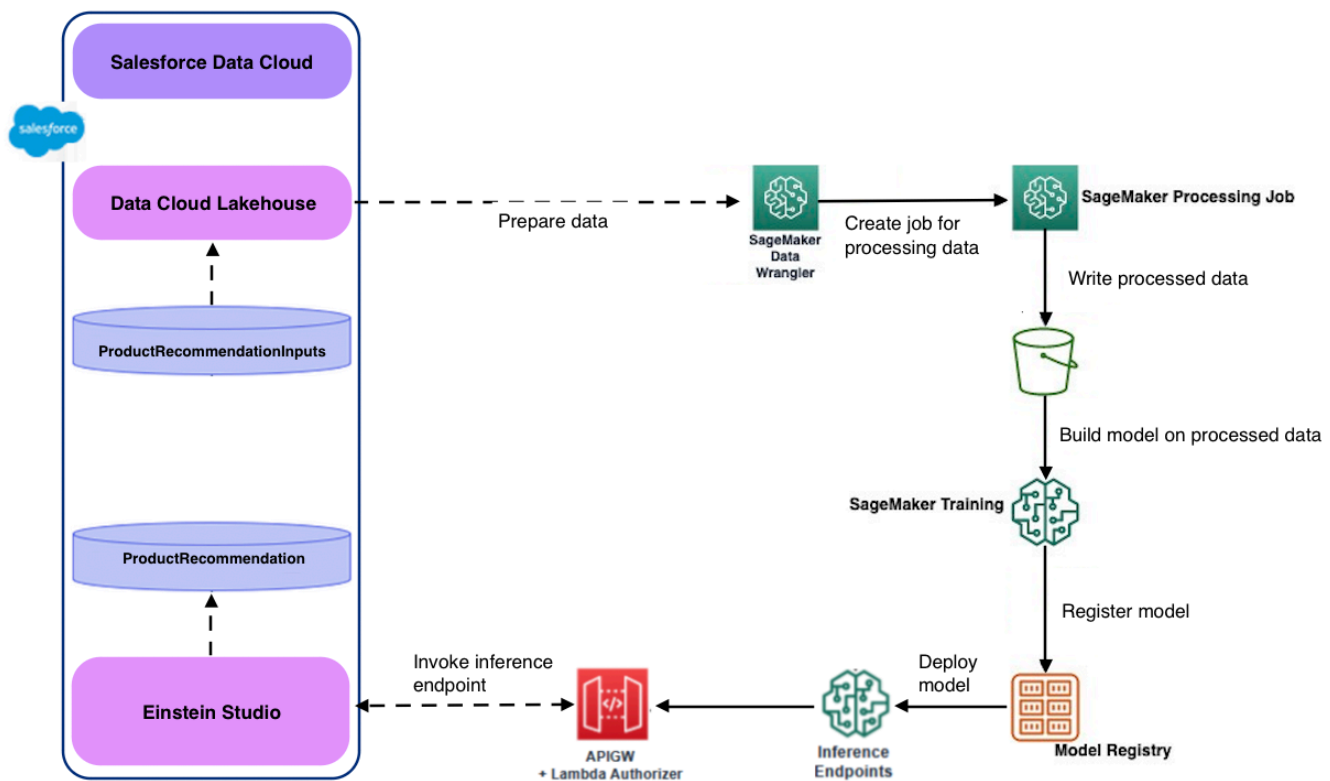 Salesforce Data Cloud
salesforce
Data Cloud Lakehouse
Prepare data
SageMaker
Data
Wrangler
Create job for
processing data
SageMaker Processing Job
Write processed data
ProductRecommendationInputs
Build model on processed data
SageMaker Training
ProductRecommendation
Register model
Einstein Studio
Invoke inference
endpoint
APIGW
+ Lambda Authorizer
Inference
Endpoints
Deploy
model
Model Registry